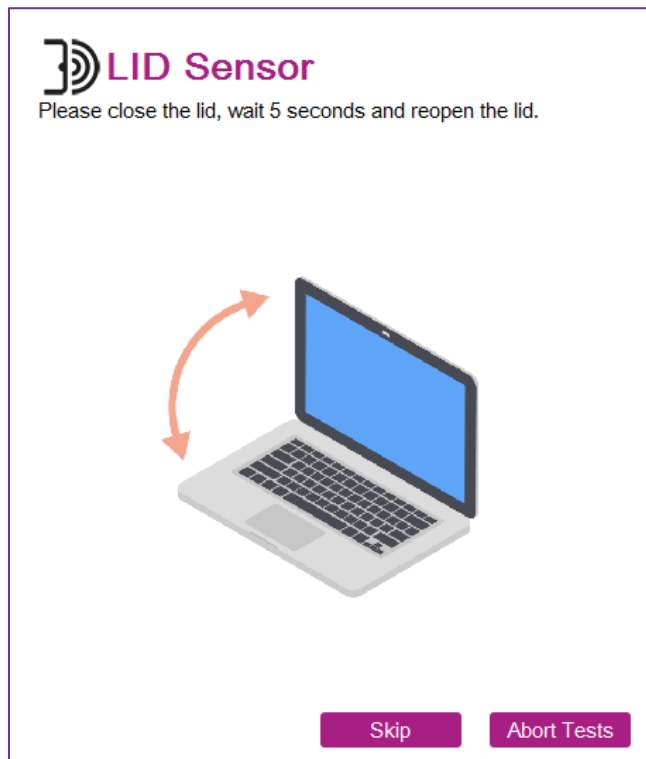 LID Sensor
Please close the lid, wait 5 seconds and reopen the lid.
Skip
Abort Tests